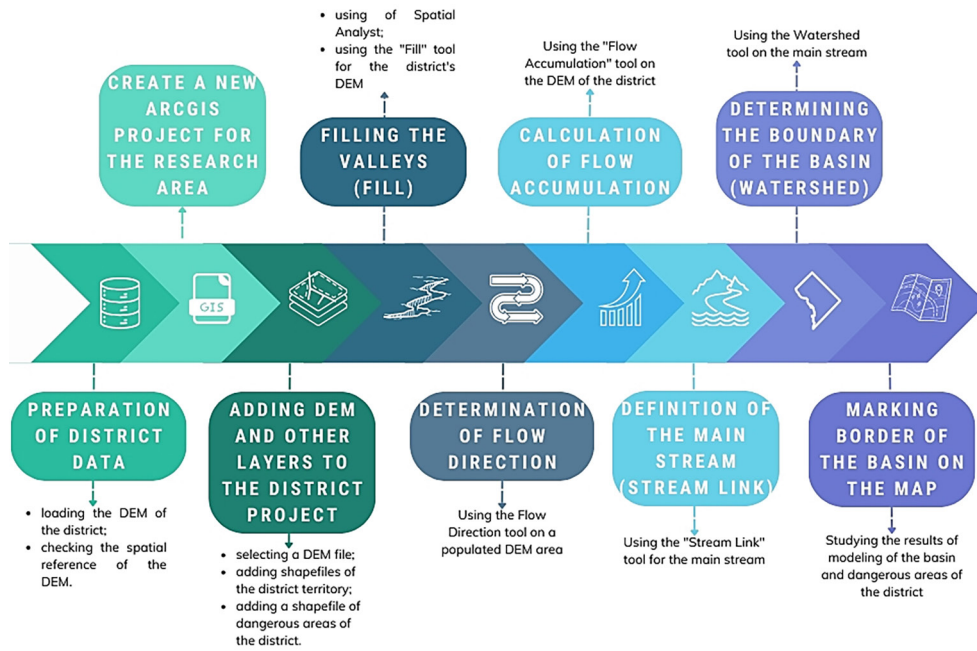 • using of Spatial
Analyst;
• using the "Fill" tool
for the district's
DEM
Using the "Flow
Accumulation" tool on
the DEM of the district
Using the Watershed
tool on the main stream
CREATE A NEW
ARCGIS
PROJECT FOR
THE RESEARCH
AREA
FILLING THE
VALLEYS
(FILL)
CALCULATION
OF FLOW
ACCUMULATION
DETERMINING
THE BOUNDARY
OF THE BASIN
(WATERSHED)
GIS
PREPARATION
OF DISTRICT
DATA
ADDING DEM
AND OTHER
LAYERS TO
THE DISTRICT
PROJECT
DETERMINATION
OF FLOW
DIRECTION
DEFINITION OF
THE MAIN
STREAM
(STREAM LINK)
MARKING
BORDER OF
THE BASIN ON
THE MAP
• loading the DEM of
the district;
• checking the spatial
reference of the
DEM.
• selecting a DEM file;
• adding shapefiles of
the district territory;
• adding a shapefile of
dangerous areas of
the district.
Using the Flow
Direction tool on a
populated DEM area
Using the "Stream Link"
tool for the main stream
Studying the results of
modeling of the basin
and dangerous areas of
the district